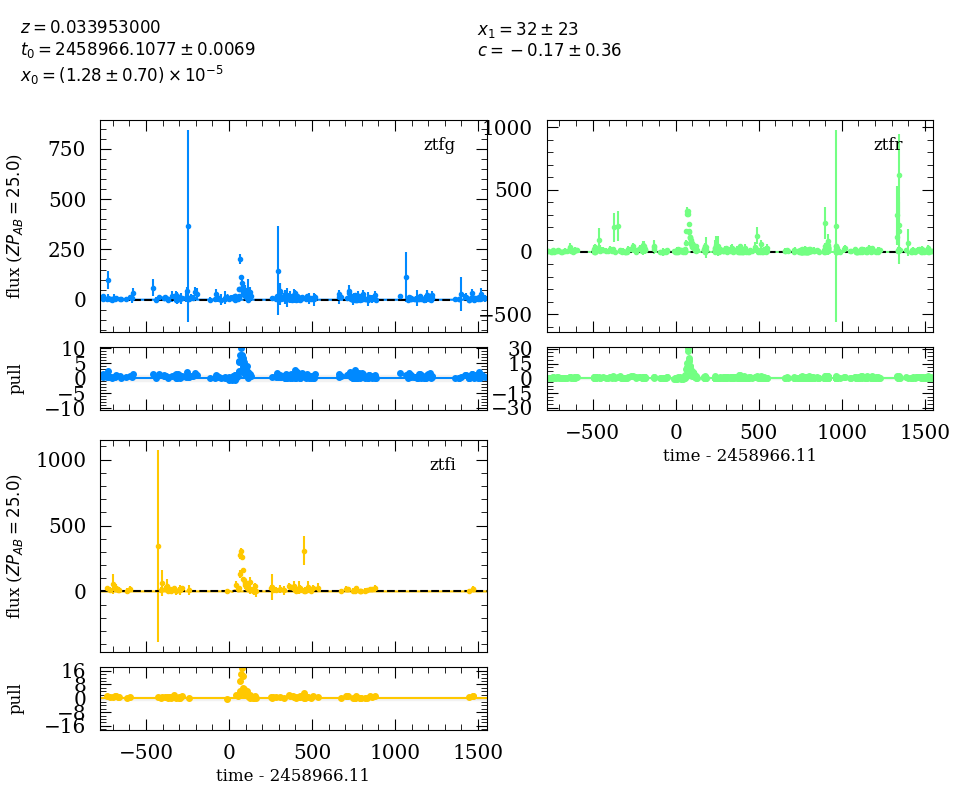 z = 0.033953000
t₀ = 2458966.1077 ± 0.0069
x₀ = (1.28 ± 0.70) × 10⁻⁵
x₁ = 32 ± 23
c = −0.17 ± 0.36
ztfg
750
500
250
0
flux (ZP_AB = 25.0)
10
5
0
−5
−10
pull
ztfr
1000
500
0
−500
30
15
0
−15
−30
−500 0 500 1000 1500
time - 2458966.11
ztfi
1000
500
0
flux (ZP_AB = 25.0)
16
8
0
−8
−16
pull
−500 0 500 1000 1500
time - 2458966.11